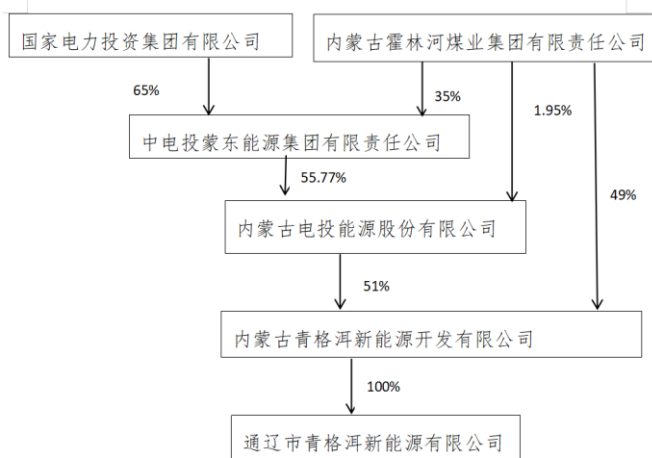 国家电力投资集团有限公司
内蒙古霍林河煤业集团有限责任公司
65%
35%
1.95%
中电投蒙东能源集团有限责任公司
55.77%
49%
内蒙古电投能源股份有限公司
51%
内蒙古青格洱新能源开发有限公司
100%
通辽市青格洱新能源有限公司